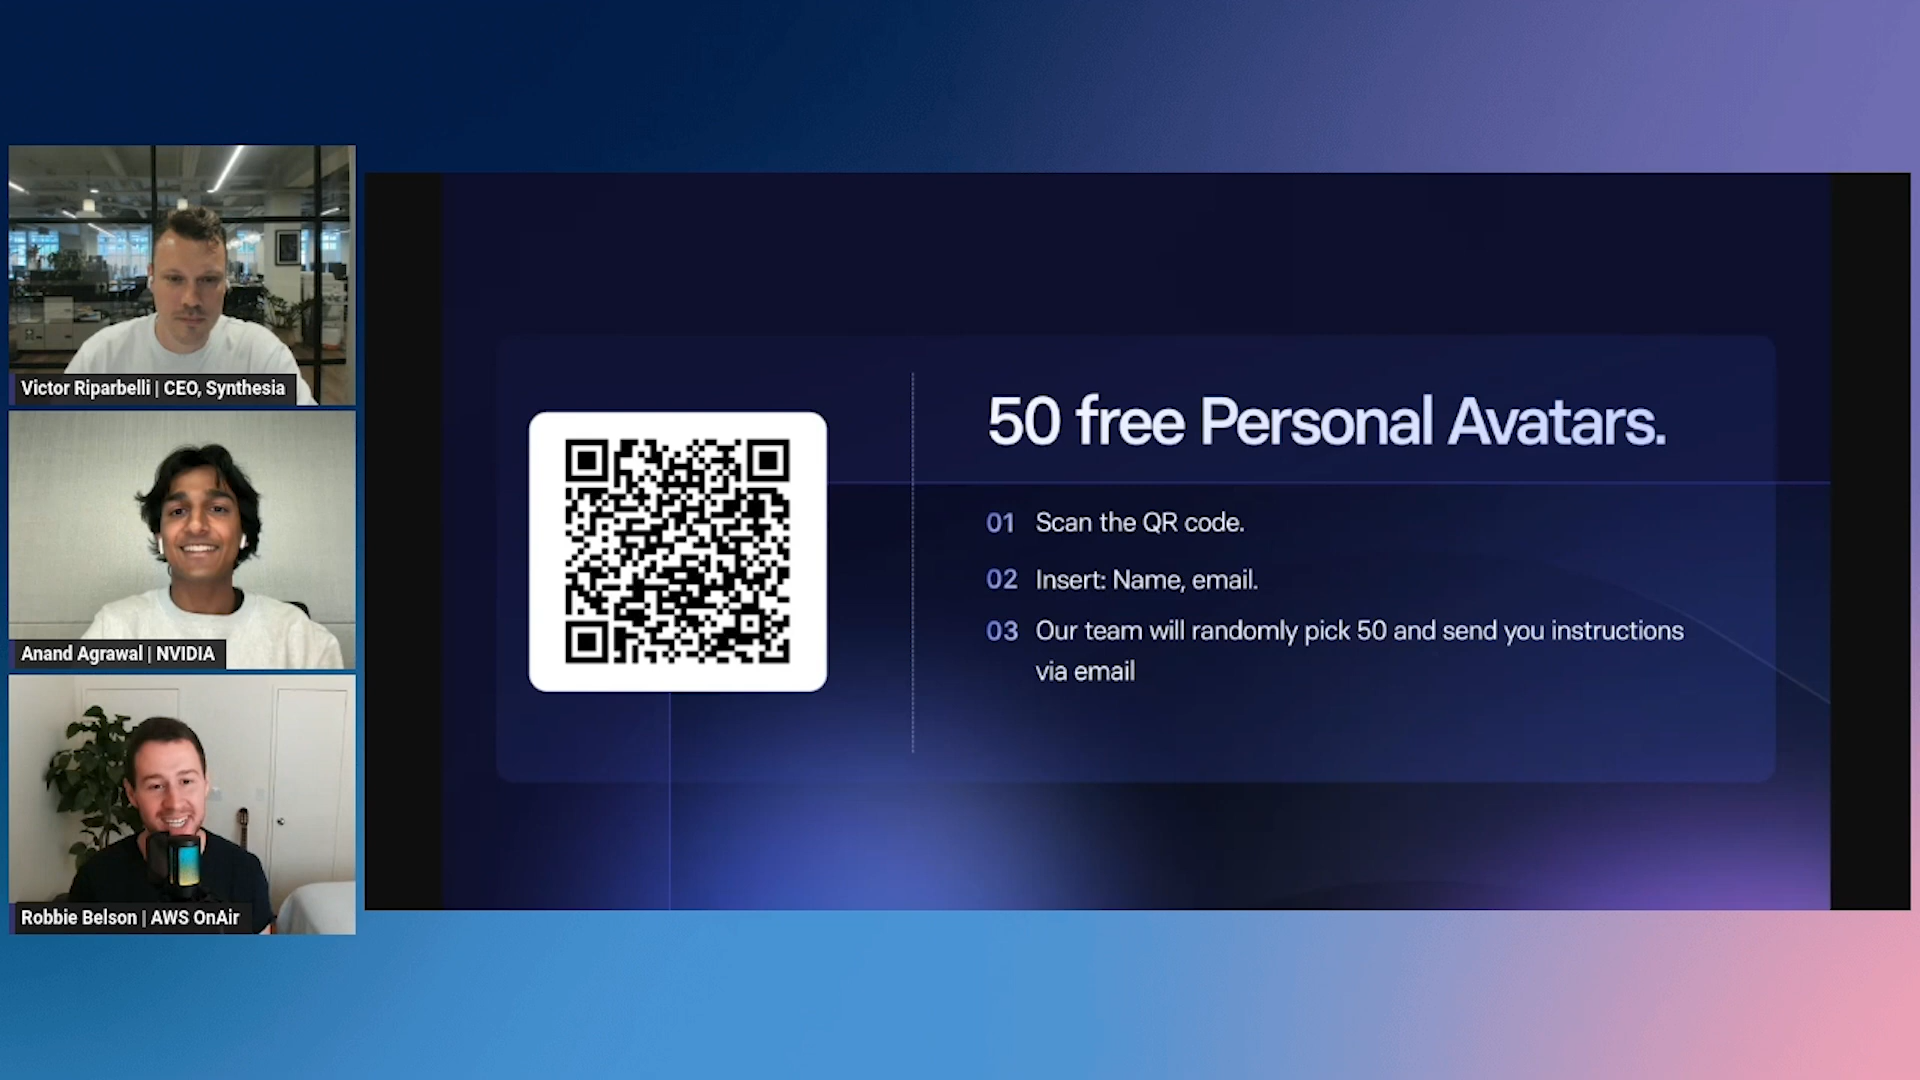 Victor Riparbelli | CEO, Synthesia
Anand Agrawal | NVIDIA
Robbie Belson | AWS OnAir
50 free Personal Avatars.
01 Scan the QR code.
02 Insert: Name, email.
03 Our team will randomly pick 50 and send you instructions
via email